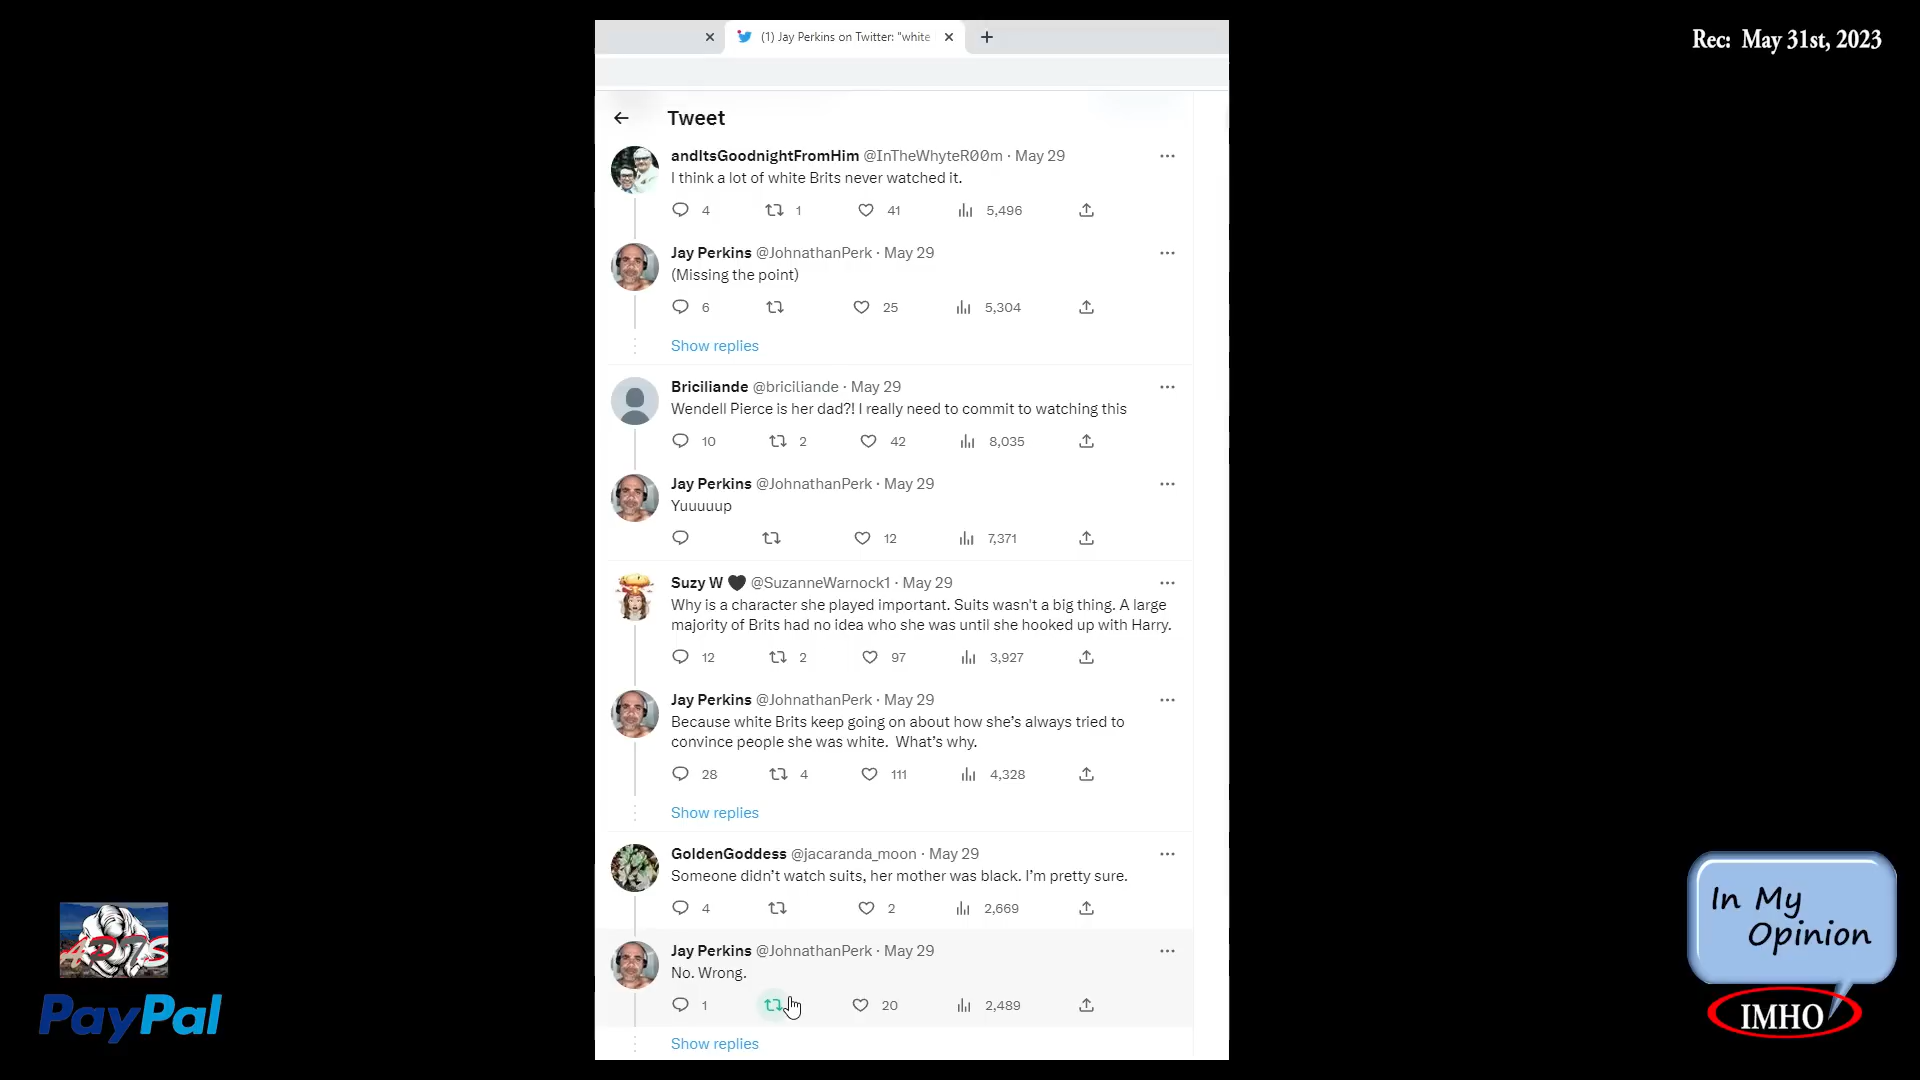 (1) Jay Perkins on Twitter: "white
Rec: May 31st, 2023
Tweet
andItsGoodnightFromHim @InTheWhyteR00m · May 29
I think a lot of white Brits never watched it.
4 1 41 5,496
Jay Perkins @JohnathanPerk · May 29
(Missing the point)
6 25 5,304
Show replies
Briciliande @briciliande · May 29
Wendell Pierce is her dad?! I really need to commit to watching this
10 2 42 8,035
Jay Perkins @JohnathanPerk · May 29
Yuuuuup
12 7,371
Suzy W 🖤 @SuzanneWarnock1 · May 29
Why is a character she played important. Suits wasn't a big thing. A large
majority of Brits had no idea who she was until she hooked up with Harry.
12 2 97 3,927
Jay Perkins @JohnathanPerk · May 29
Because white Brits keep going on about how she's always tried to
convince people she was white.  What's why.
28 4 111 4,328
Show replies
GoldenGoddess @jacaranda_moon · May 29
Someone didn't watch suits, her mother was black. I'm pretty sure.
4 2 2,669
Jay Perkins @JohnathanPerk · May 29
No. Wrong.
1 20 2,489
Show replies
PayPal
In My
Opinion
IMHO